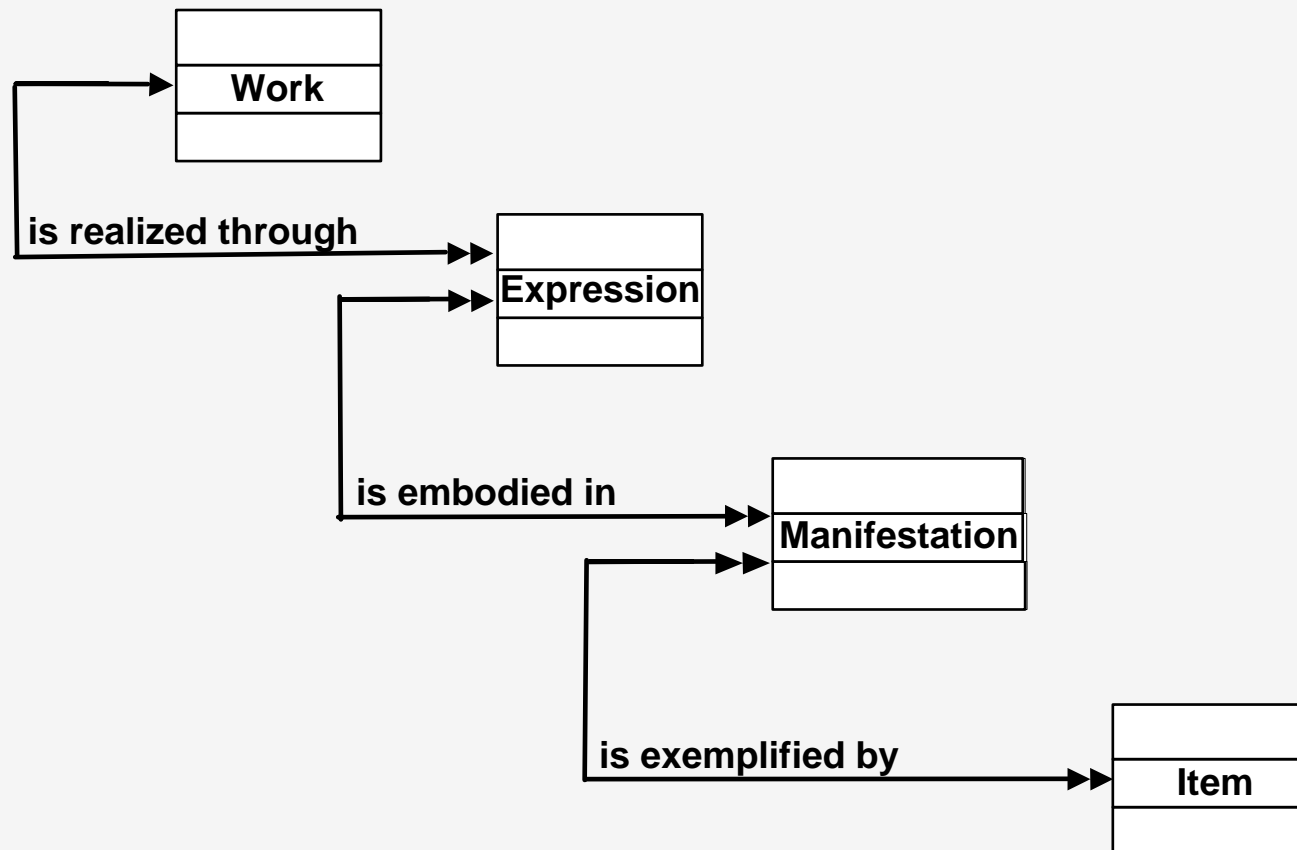 Work
is realized through
Expression
is embodied in
Manifestation
is exemplified by
Item